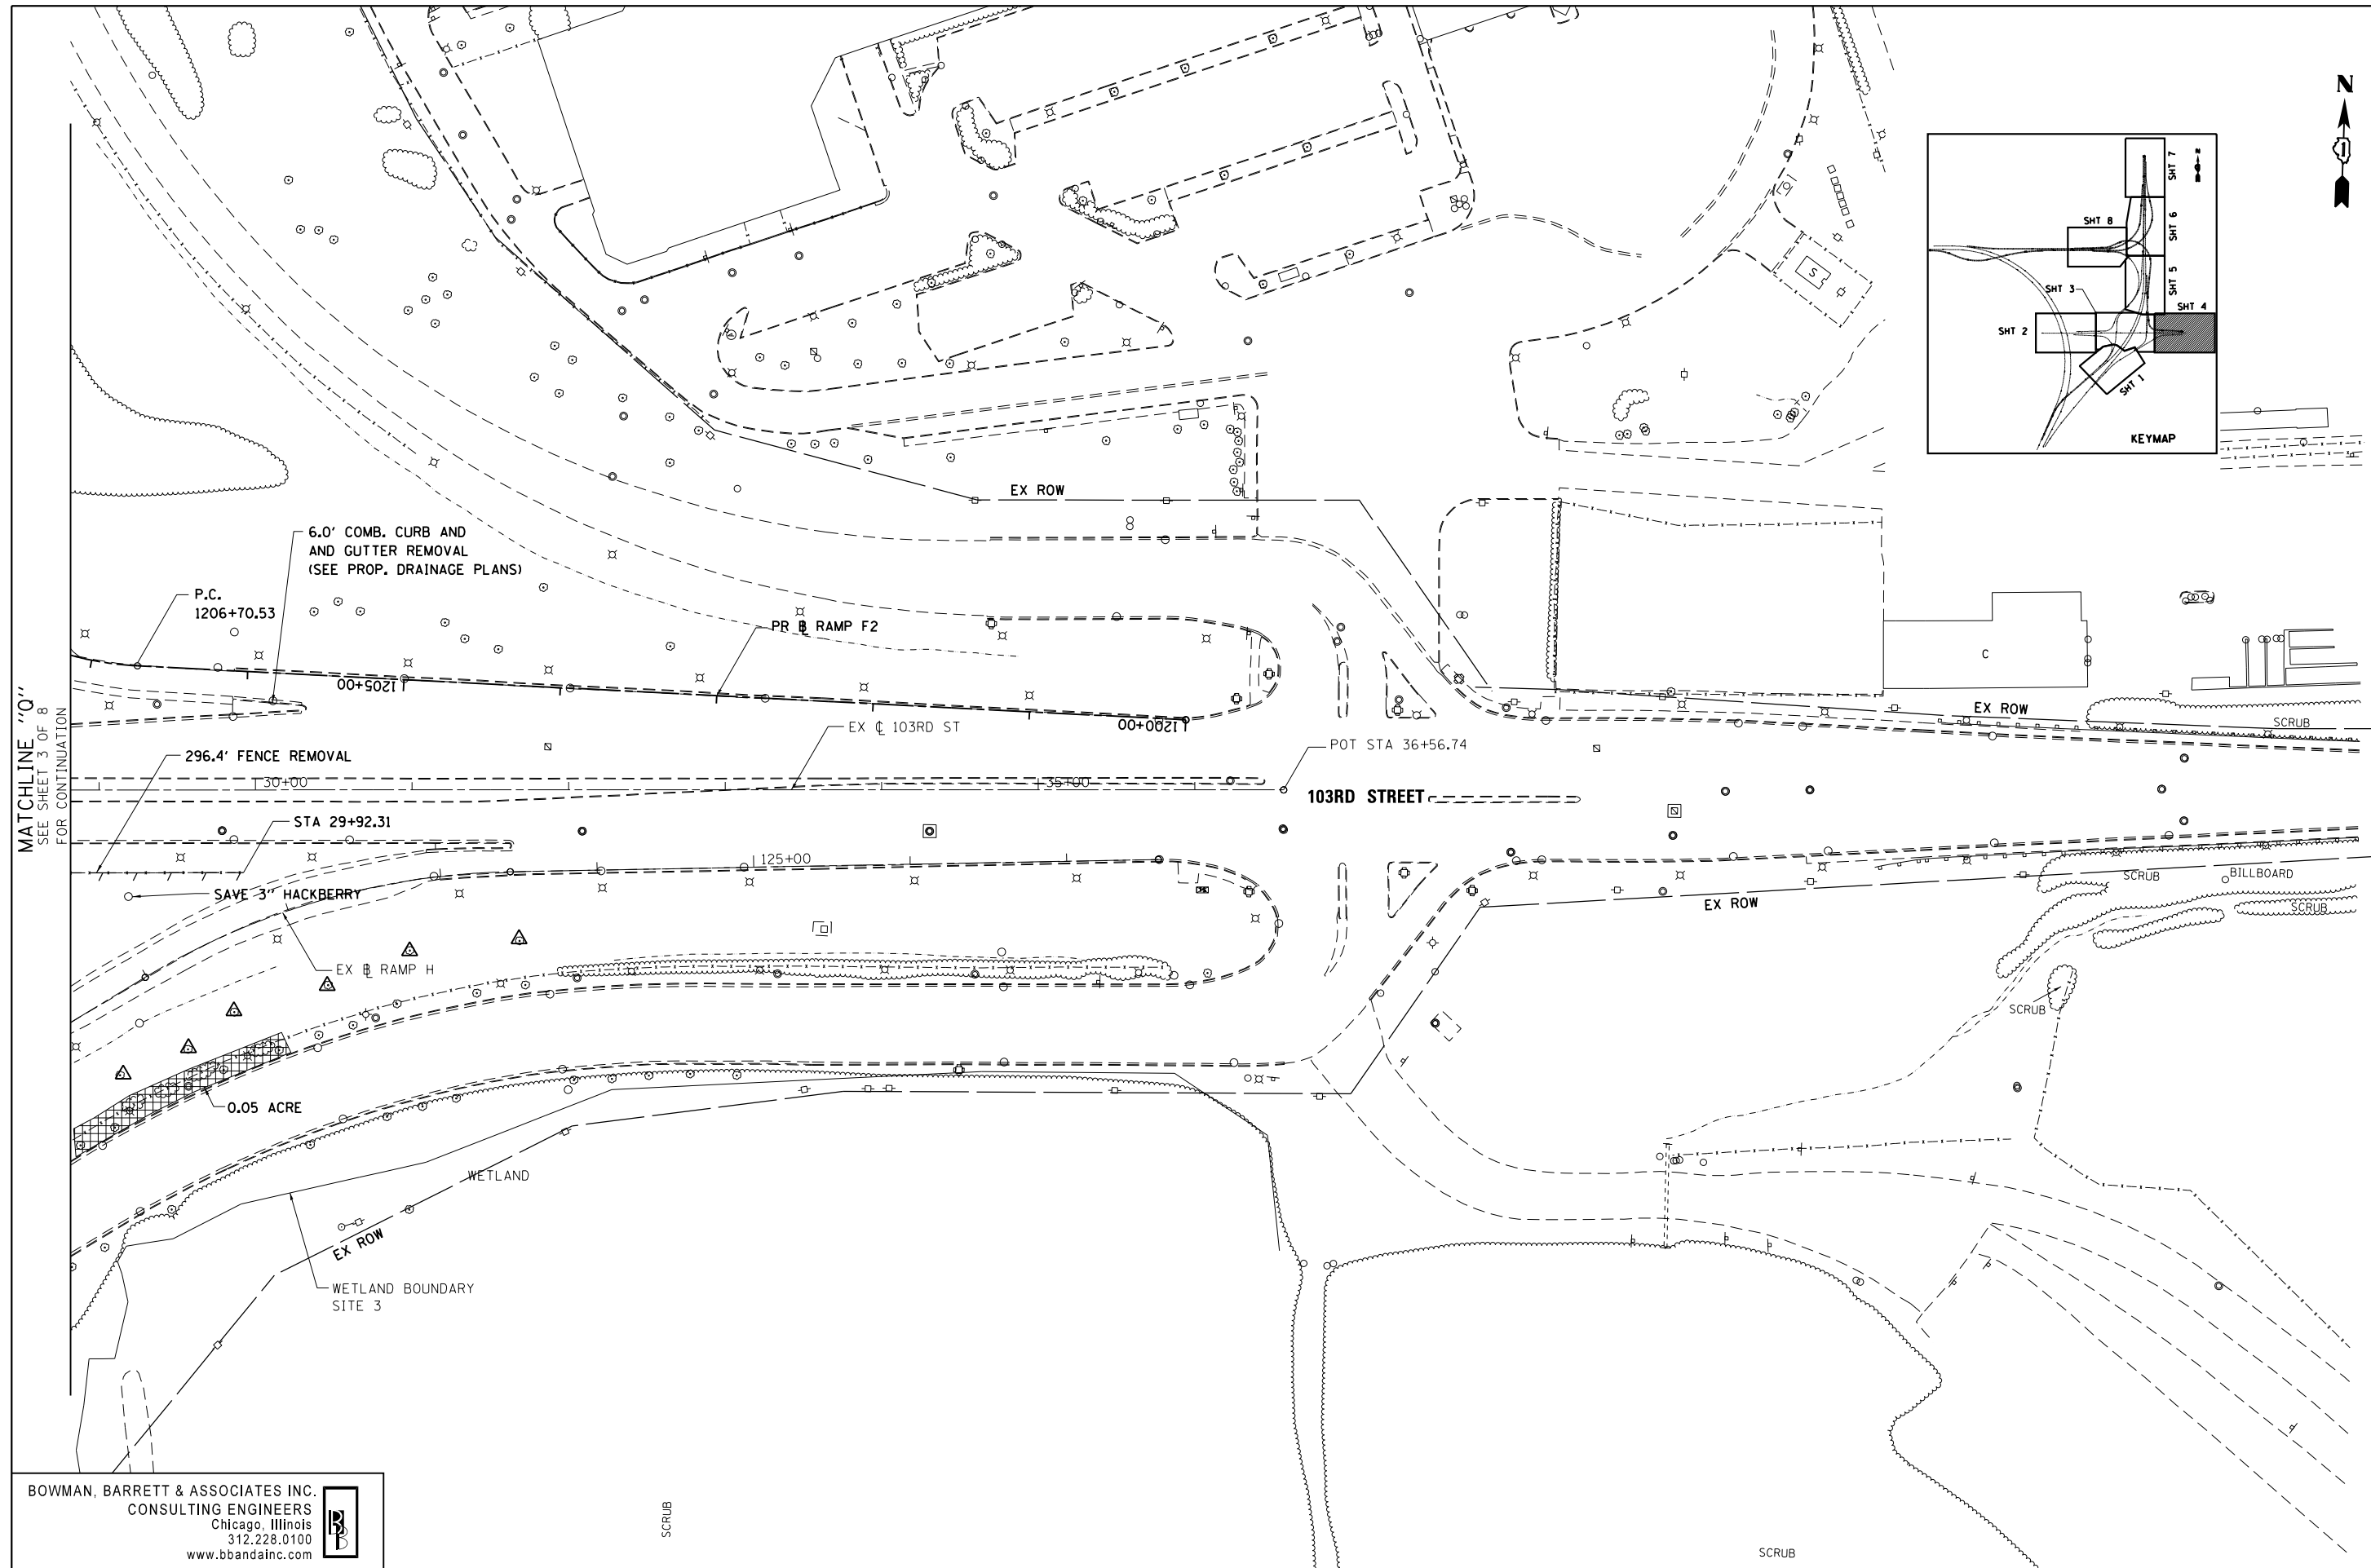 N
SHT 7
N
SHT 8
SHT 6
SHT 5
SHT 3
SHT 4
SHT 2
SHT 1
KEYMAP
S
EX ROW
6.0' COMB. CURB AND
AND GUTTER REMOVAL
(SEE PROP. DRAINAGE PLANS)
P.C.
1206+70.53
PR B RAMP F2
1205+00
1200+00
C
EX ROW
SCRUB
MATCHLINE "Q"
SEE SHEET 3 OF 8
FOR CONTINUATION
EX C 103RD ST
POT STA 36+56.74
296.4' FENCE REMOVAL
30+00
35+00
103RD STREET
STA 29+92.31
125+00
SAVE 3" HACKBERRY
SCRUB
BILLBOARD
SCRUB
EX ROW
EX B RAMP H
SCRUB
0.05 ACRE
WETLAND
EX ROW
WETLAND BOUNDARY
SITE 3
BOWMAN, BARRETT & ASSOCIATES INC.
CONSULTING ENGINEERS
Chicago, Illinois
312.228.0100
www.bbandainc.com
SCRUB
SCRUB